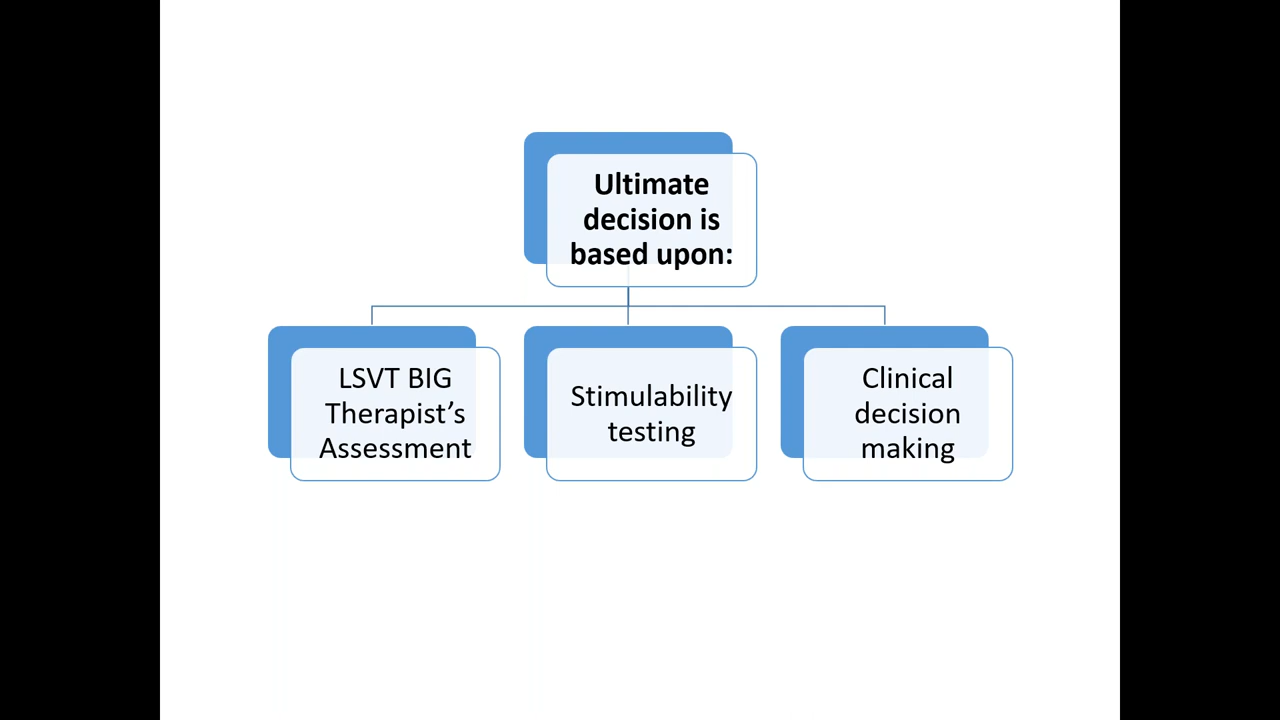 Ultimate
decision is
based upon:
LSVT BIG
Therapist’s
Assessment
Stimulability
testing
Clinical
decision
making